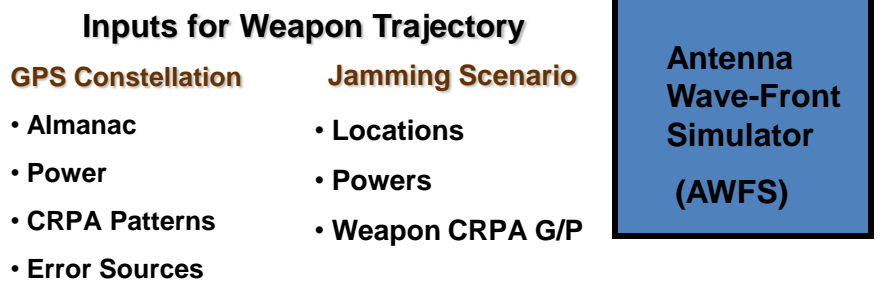 Inputs for Weapon Trajectory
GPS Constellation
• Almanac
• Power
• CRPA Patterns
• Error Sources
Jamming Scenario
• Locations
• Powers
• Weapon CRPA G/P
Antenna
Wave-Front
Simulator
(AWFS)